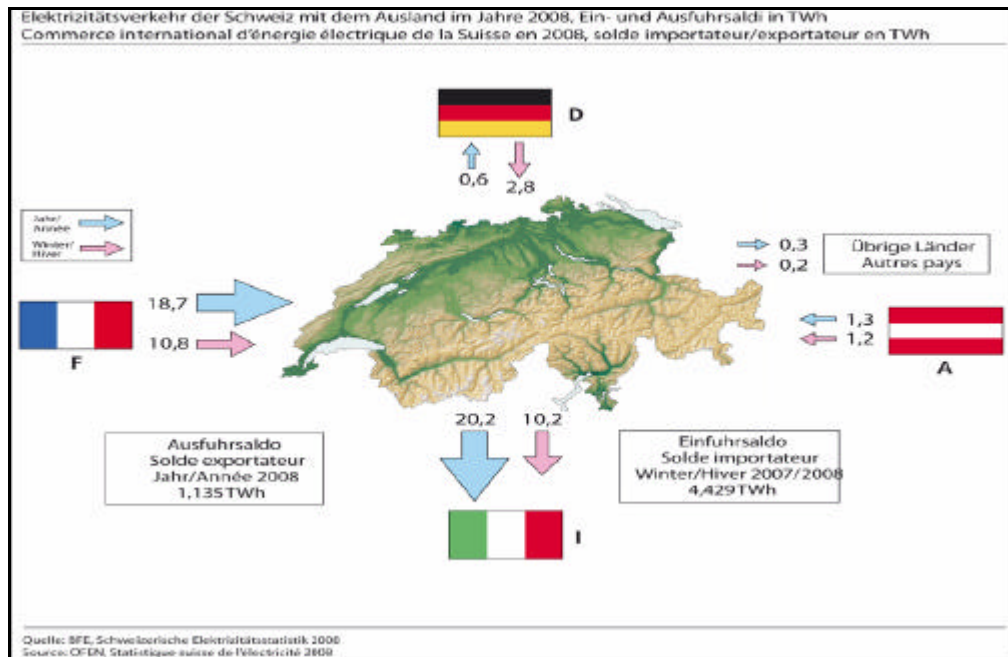 Elektrizitätsverkehr der Schweiz mit dem Ausland im Jahre 2008, Ein- und Ausfuhrsaldi in TWh
Commerce international d'énergie électrique de la Suisse en 2008, solde importateur/exportateur en TWh
D
0,6
2,8
Jahr/
Année
Winter/
Hiver
0,3
0,2
Übrige Länder
Autres pays
18,7
10,8
F
1,3
1,2
A
20,2
10,2
Ausfuhrsaldo
Solde exportateur
Jahr/Année 2008
1,135 TWh
Einfuhrsaldo
Solde importateur
Winter/Hiver 2007/2008
4,429 TWh
I
Quelle: BFE, Schweizerische Elektrizitätsstatistik 2008
Source: OFEN, Statistique suisse de l'électricité 2008